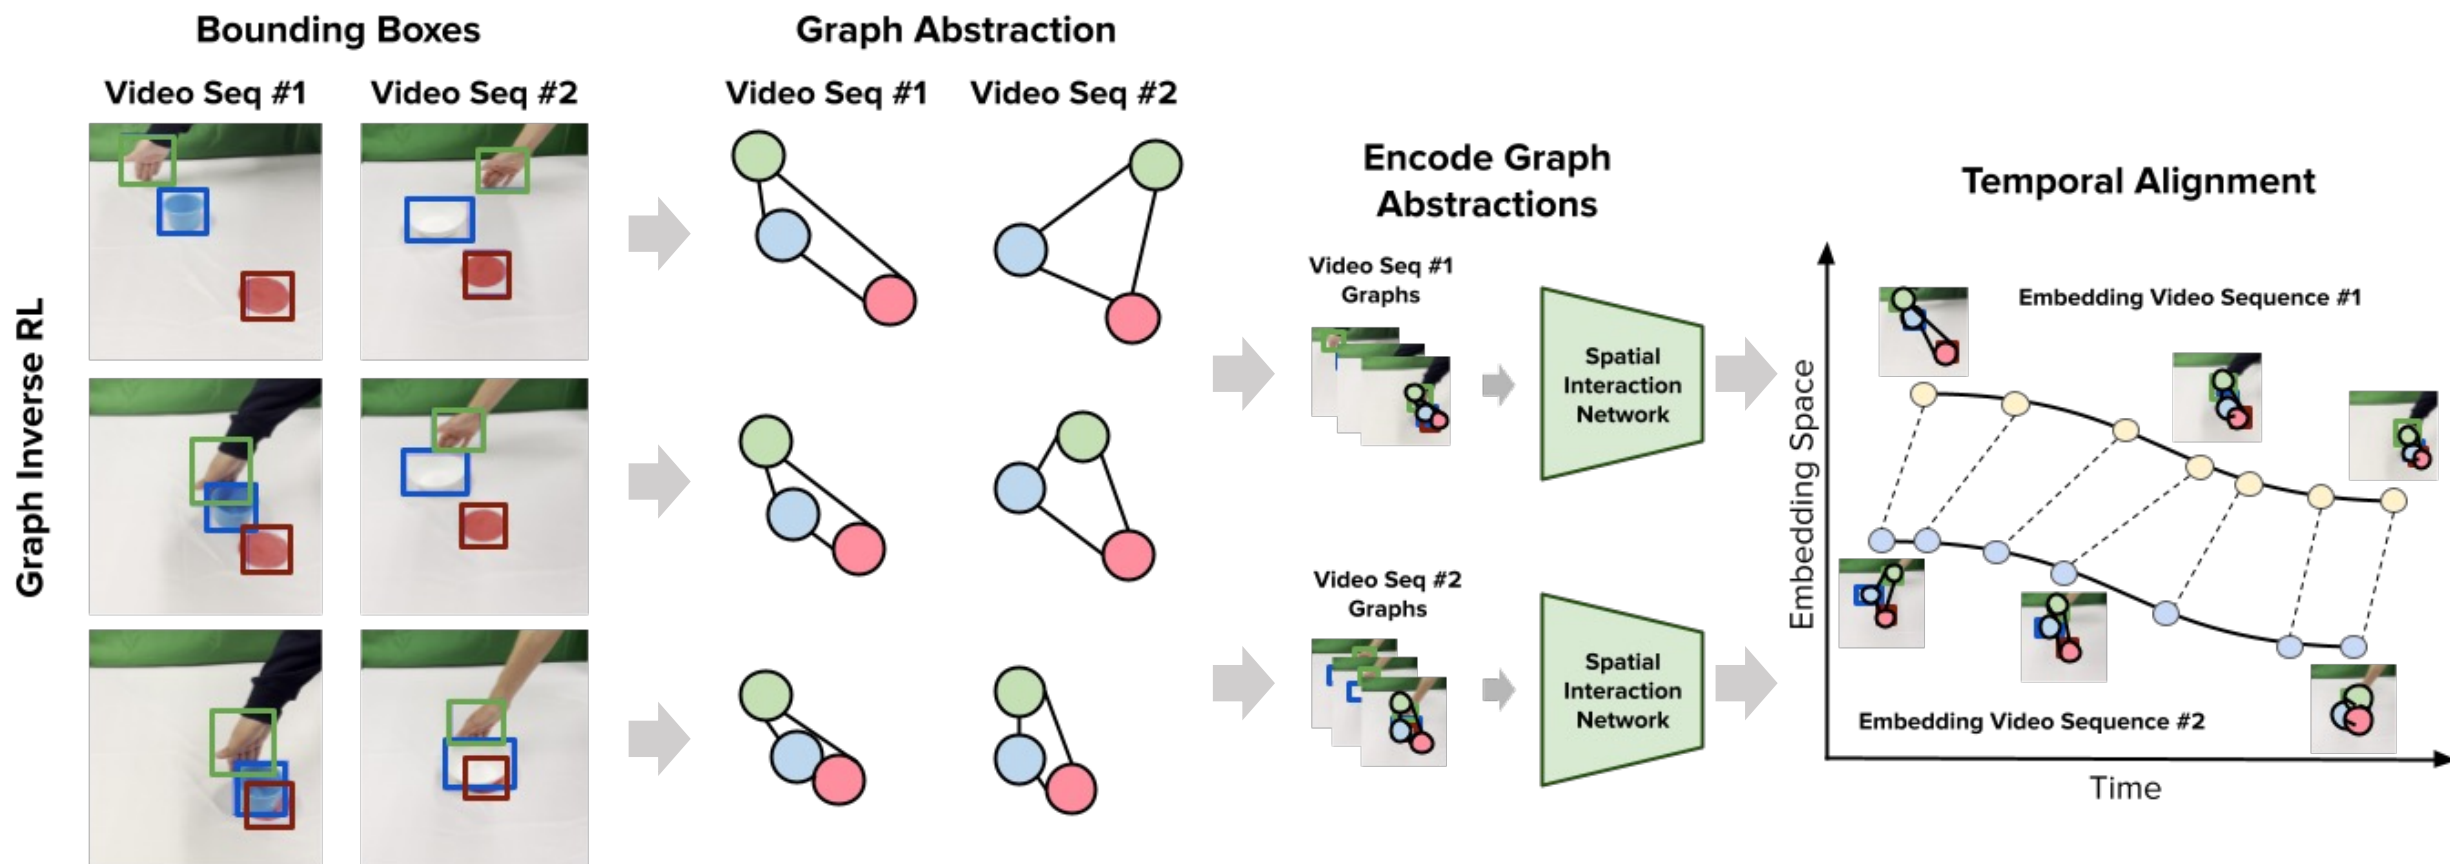 Graph Inverse RL
Bounding Boxes
Video Seq #1
Video Seq #2
Graph Abstraction
Video Seq #1
Video Seq #2
Encode Graph
Abstractions
Video Seq #1
Graphs
Spatial
Interaction
Network
Video Seq #2
Graphs
Spatial
Interaction
Network
Temporal Alignment
Embedding Space
Embedding Video Sequence #1
Embedding Video Sequence #2
Time